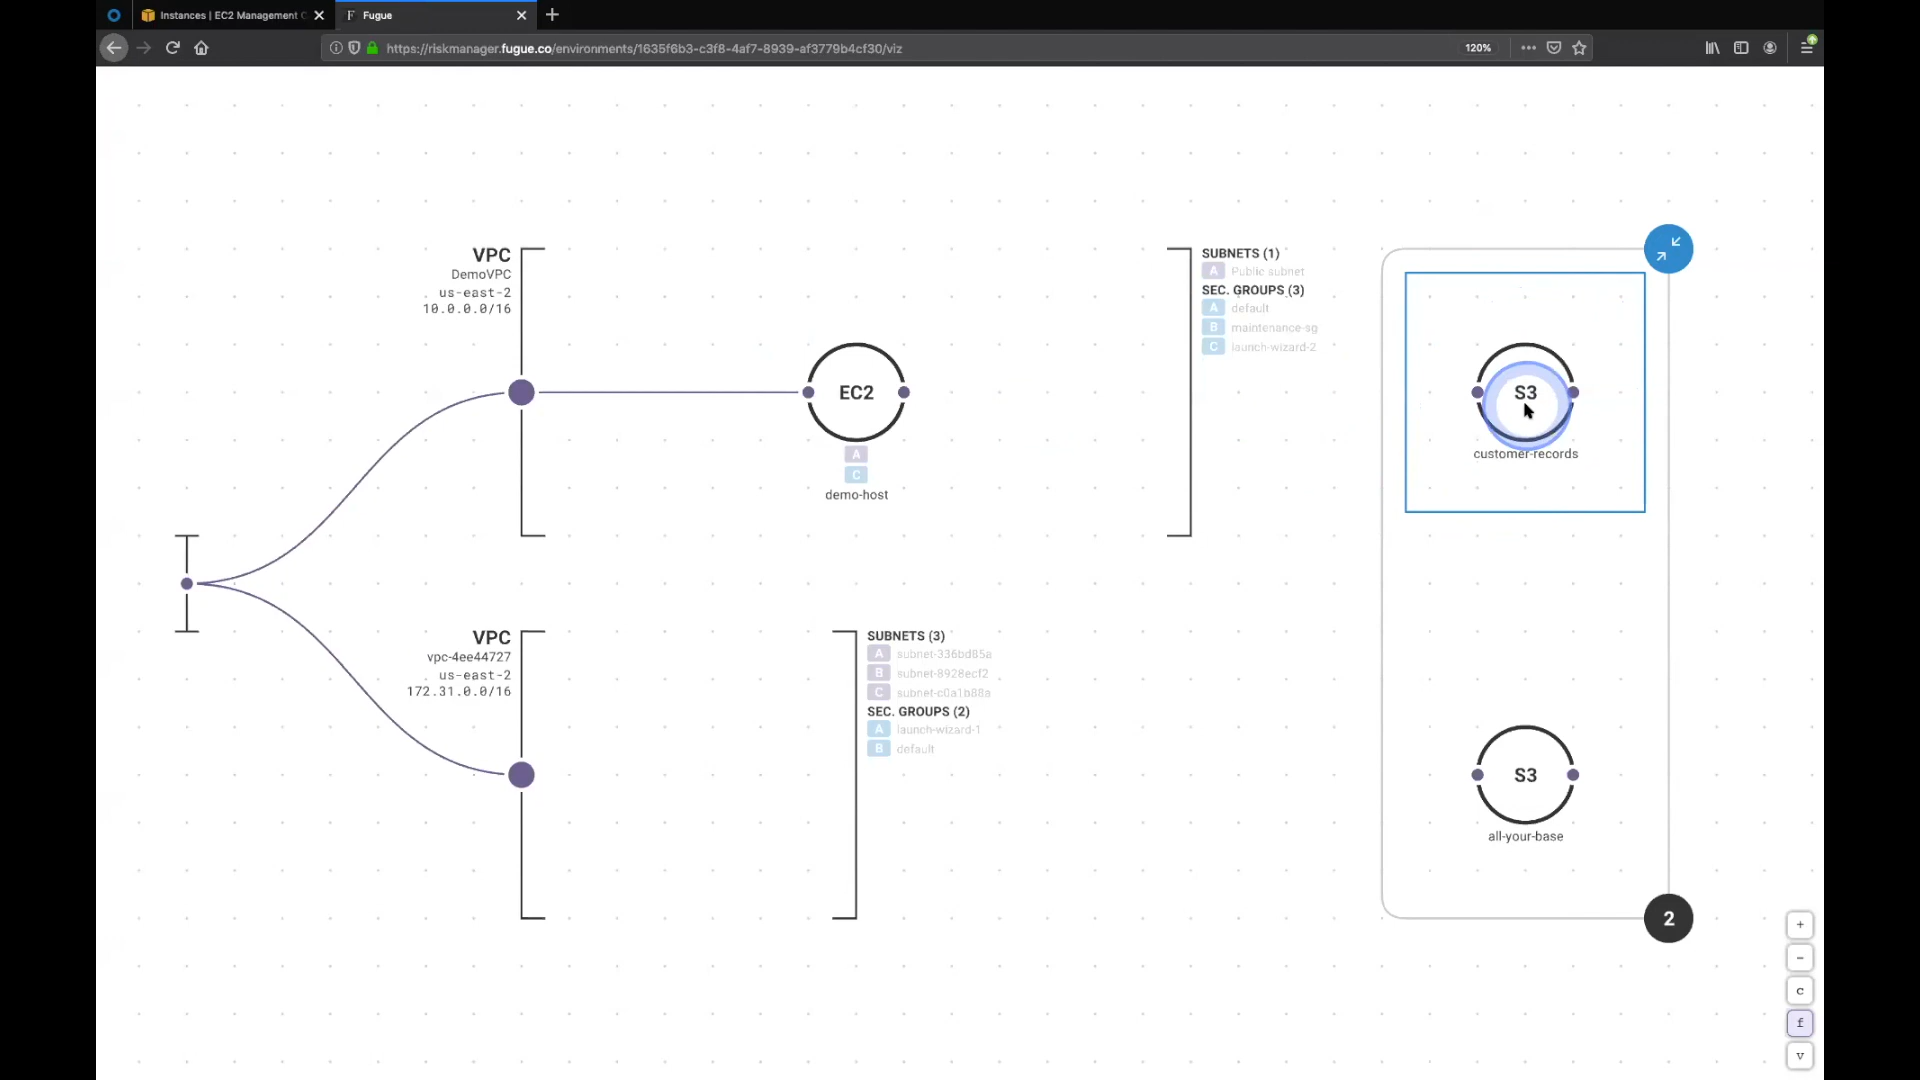 Instances | EC2 Management C
Fugue
https://riskmanager.fugue.co/environments/1635f6b3-c3f8-4af7-8939-af3779b4cf30/viz
120%
VPC
DemoVPC
us-east-2
10.0.0.0/16
EC2
A
C
demo-host
SUBNETS (1)
A Public subnet
SEC. GROUPS (3)
A default
B maintenance-sg
C launch-wizard-2
S3
customer-records
VPC
vpc-4ee44727
us-east-2
172.31.0.0/16
SUBNETS (3)
A subnet-336bd85a
B subnet-8928ecf2
C subnet-c0a1b88a
SEC. GROUPS (2)
A launch-wizard-1
B default
S3
all-your-base
2
+
−
c
f
v